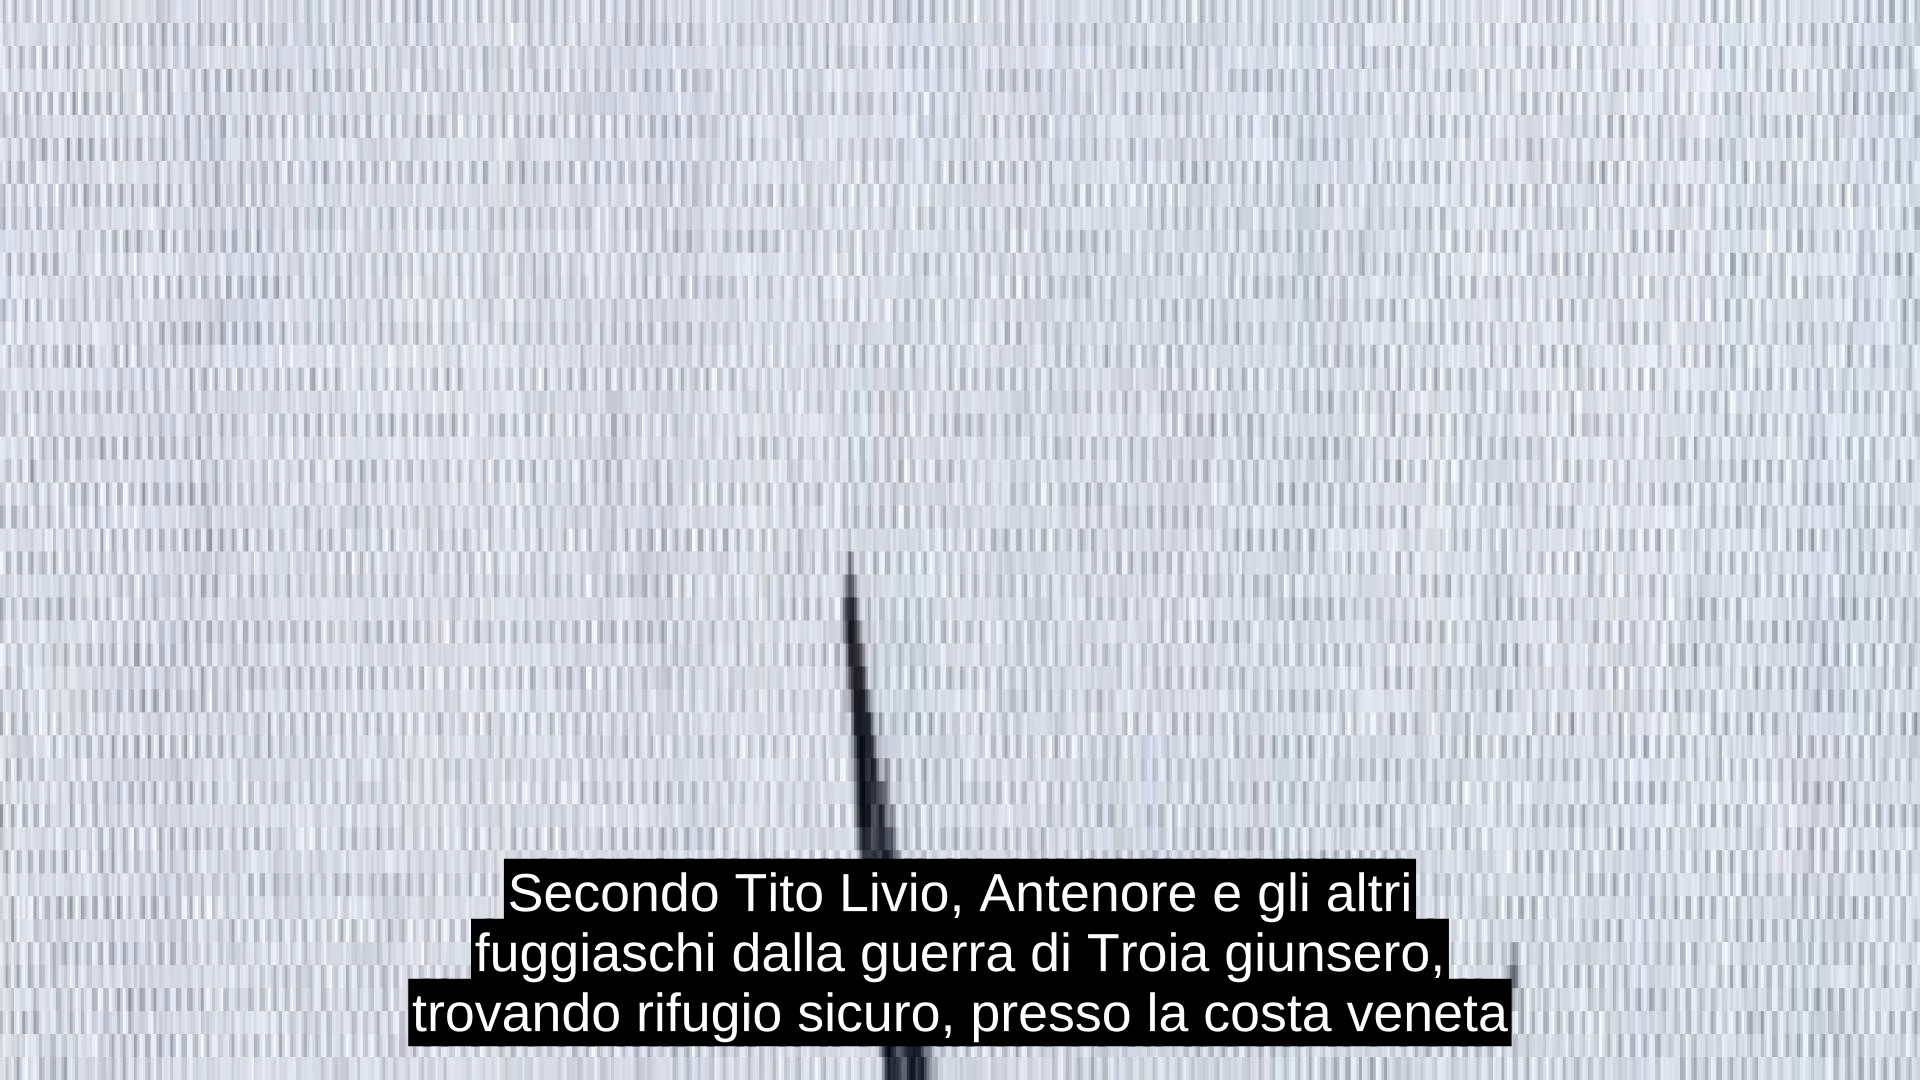 Secondo Tito Livio, Antenore e gli altri
fuggiaschi dalla guerra di Troia giunsero,
trovando rifugio sicuro, presso la costa veneta